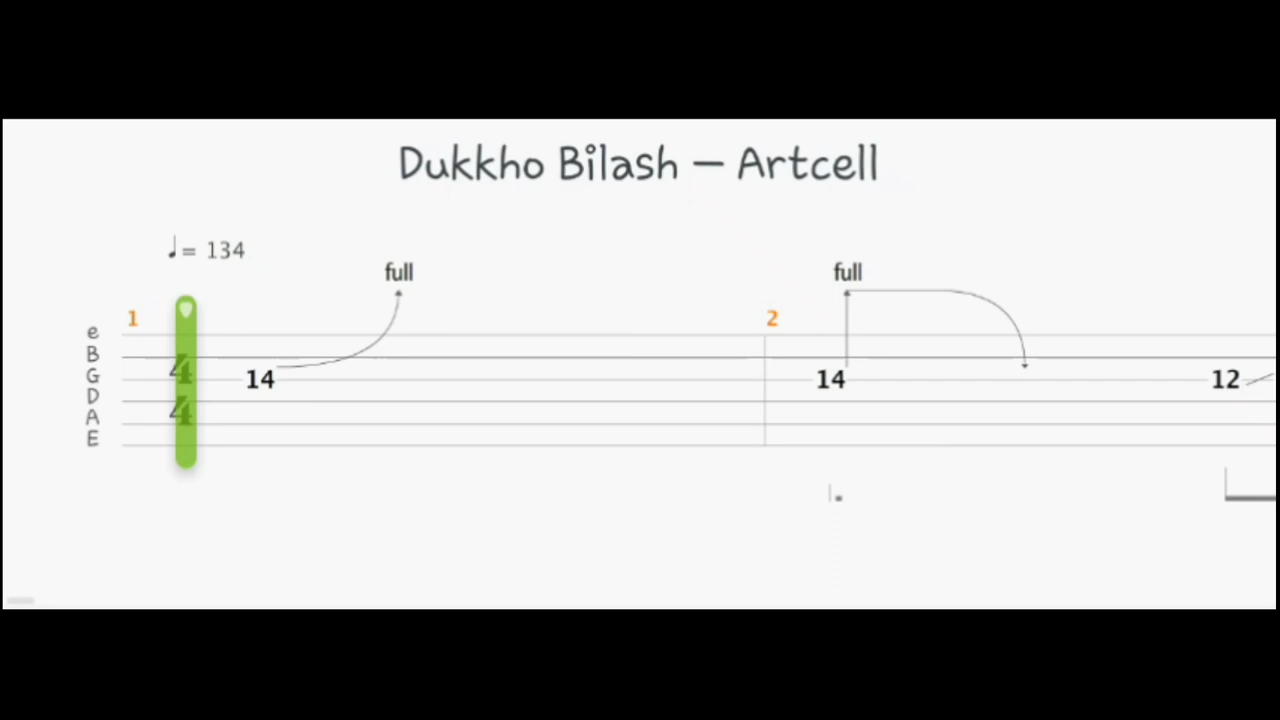 Dukkho Bilash – Artcell
♩= 134
full full
1 2
e
B
G 14 14 12
D
A
E
4
4